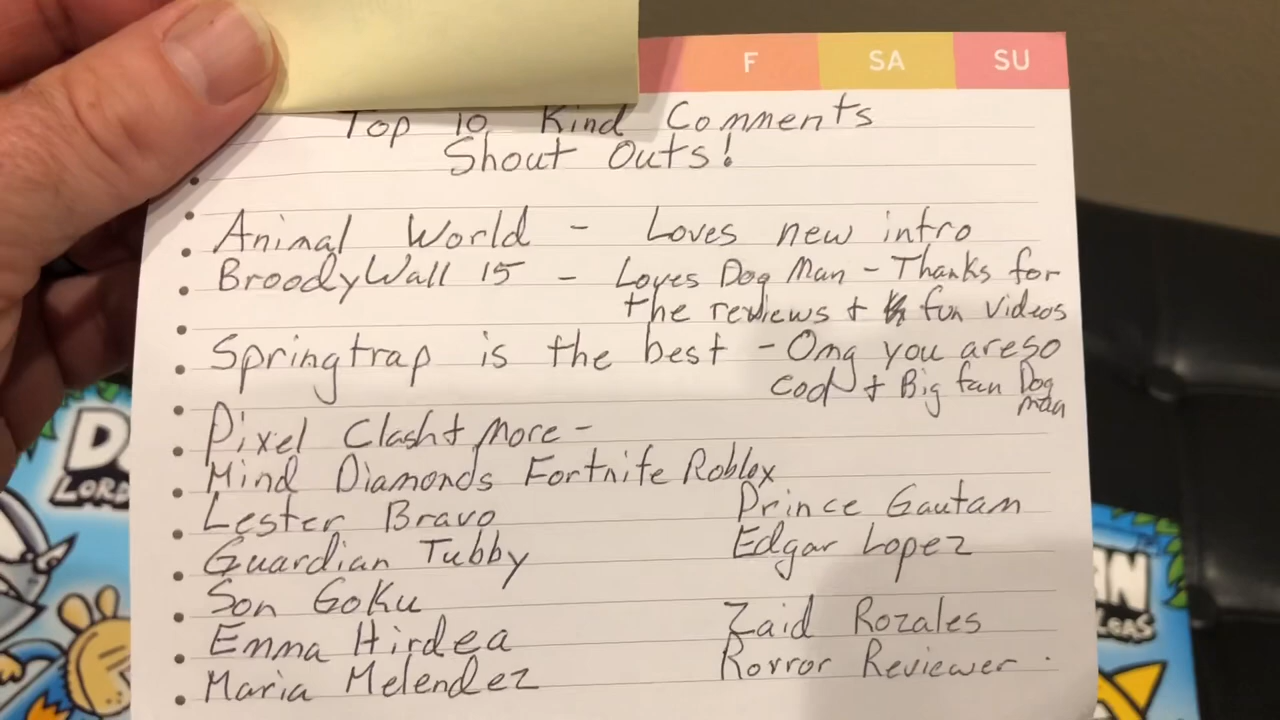 F SA SU
Top 10 Kind Comments
Shout Outs!
Animal World - Loves new intro
BroodyWall 15 - Loves Dog Man - Thanks for
the reviews + fun videos
Springtrap is the best - Omg you are so
cool + Big fan Dog
man
Pixel Clash + More -
Mind Diamonds Fortnite Roblox
Lester Bravo
Prince Gautam
Guardian Tubby
Edgar Lopez
Son Goku
Emma Hirdea
Zaid Rozales
Maria Melendez
Rorror Reviewer
D
LORD
AN
LEAS